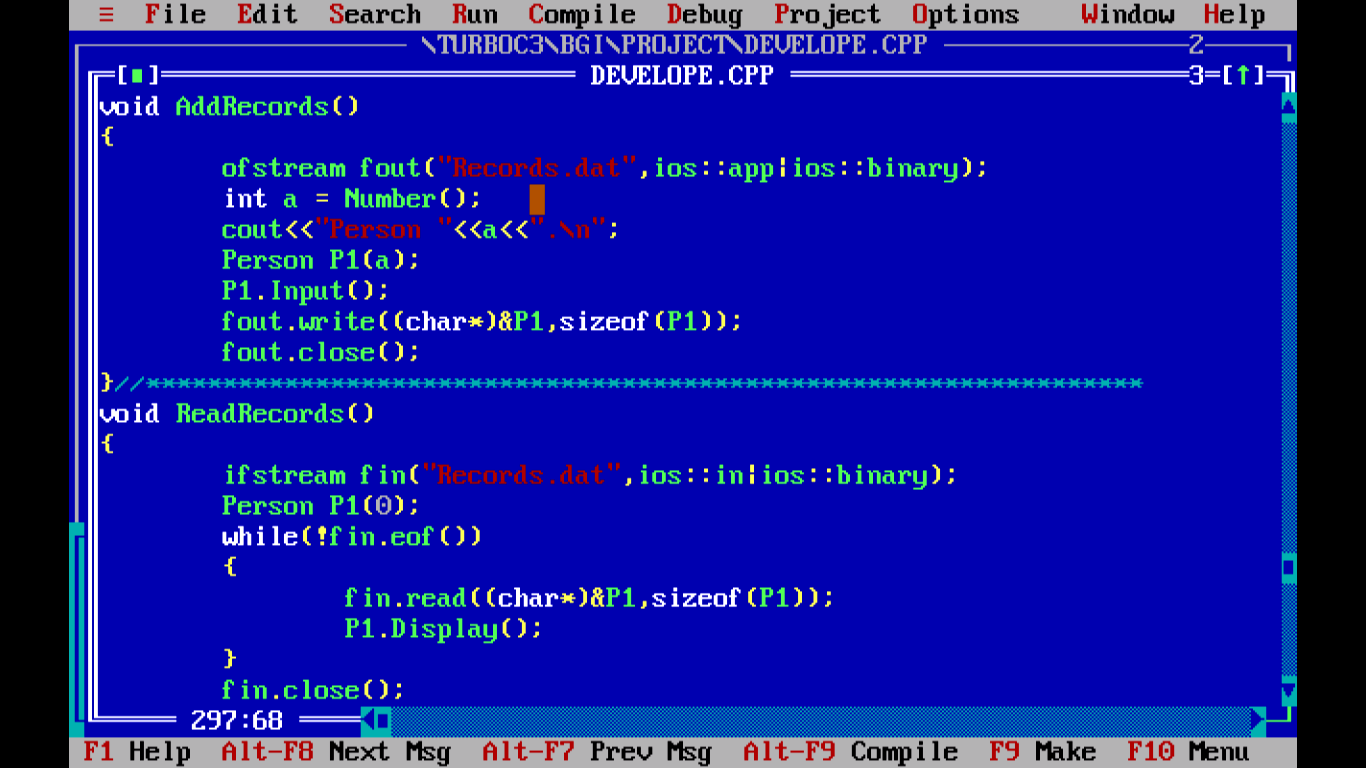 ≡ File Edit Search Run Compile Debug Project Options Window Help
\TURBOC3\BGI\PROJECT\DEVELOPE.CPP 2
[■] DEVELOPE.CPP 3=[↑]
void AddRecords()
{
ofstream fout("Records.dat",ios::app|ios::binary);
int a = Number();
cout<<"Person "<<a<<".\n";
Person P1(a);
P1.Input();
fout.write((char*)&P1,sizeof(P1));
fout.close();
}//*****************************************************************
void ReadRecords()
{
ifstream fin("Records.dat",ios::in|ios::binary);
Person P1(0);
while(!fin.eof())
{
fin.read((char*)&P1,sizeof(P1));
P1.Display();
}
fin.close();
297:68
F1 Help Alt-F8 Next Msg Alt-F7 Prev Msg Alt-F9 Compile F9 Make F10 Menu